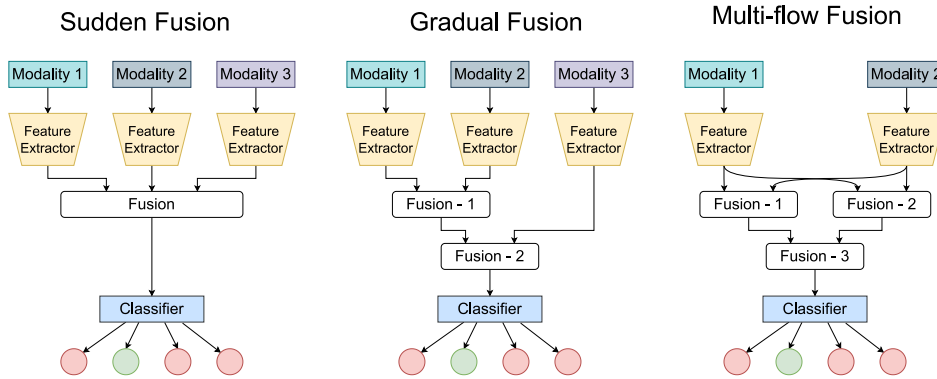 Sudden Fusion
Modality 1 Modality 2 Modality 3
Feature Extractor
Feature Extractor
Feature Extractor
Fusion
Classifier
Gradual Fusion
Modality 1 Modality 2 Modality 3
Feature Extractor
Feature Extractor
Feature Extractor
Fusion - 1
Fusion - 2
Classifier
Multi-flow Fusion
Modality 1 Modality 2
Feature Extractor
Feature Extractor
Fusion - 1 Fusion - 2
Fusion - 3
Classifier